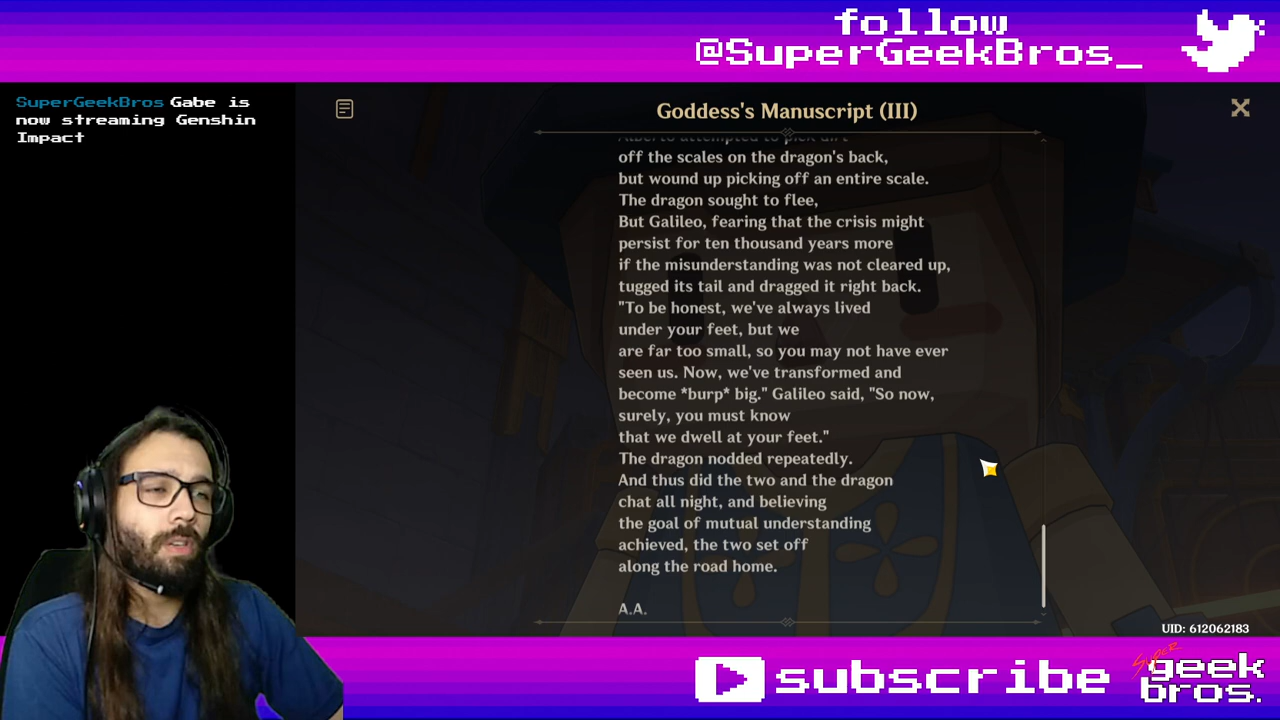 follow
@SuperGeekBros_
SuperGeekBros Gabe is
now streaming Genshin
Impact
Goddess's Manuscript (III)
Alberto attempted to pick dirt
off the scales on the dragon's back,
but wound up picking off an entire scale.
The dragon sought to flee,
But Galileo, fearing that the crisis might
persist for ten thousand years more
if the misunderstanding was not cleared up,
tugged its tail and dragged it right back.
"To be honest, we've always lived
under your feet, but we
are far too small, so you may not have ever
seen us. Now, we've transformed and
become *burp* big." Galileo said, "So now,
surely, you must know
that we dwell at your feet."
The dragon nodded repeatedly.
And thus did the two and the dragon
chat all night, and believing
the goal of mutual understanding
achieved, the two set off
along the road home.
A.A.
UID: 612062183
subscribe
Super
geek
bros.